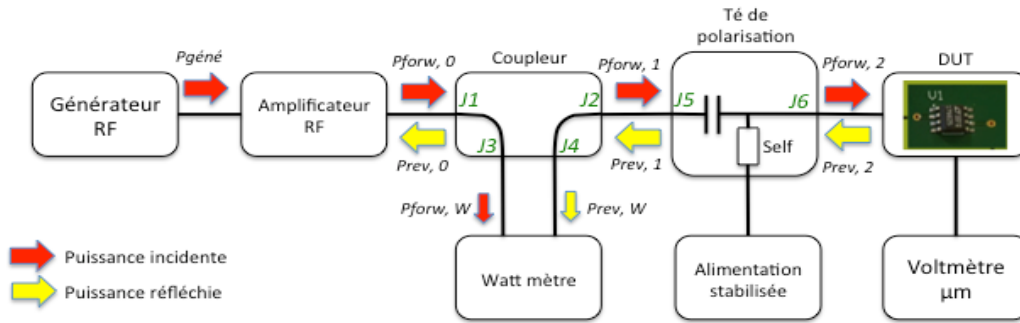 Té de
polarisation
Pgéné
Pforw, 0
Coupleur
Pforw, 1
Pforw, 2
DUT
Générateur
RF
Amplificateur
RF
J1
J2
J5
J6
U1
J3
J4
Self
Prev, 0
Prev, 1
Prev, 2
Pforw, W
Prev, W
Puissance incidente
Puissance réfléchie
Watt mètre
Alimentation
stabilisée
Voltmètre
µm